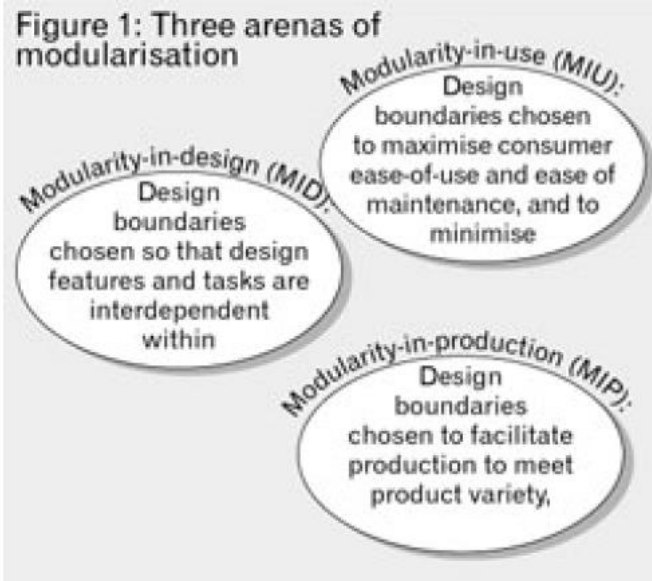 Figure 1: Three arenas of
modularisation
Modularity-in-use (MIU):
Design
boundaries chosen
to maximise consumer
ease-of-use and ease of
maintenance, and to
minimise
Modularity-in-design (MID):
Design
boundaries
chosen so that design
features and tasks are
interdependent
within
Modularity-in-production (MIP):
Design
boundaries
chosen to facilitate
production to meet
product variety,